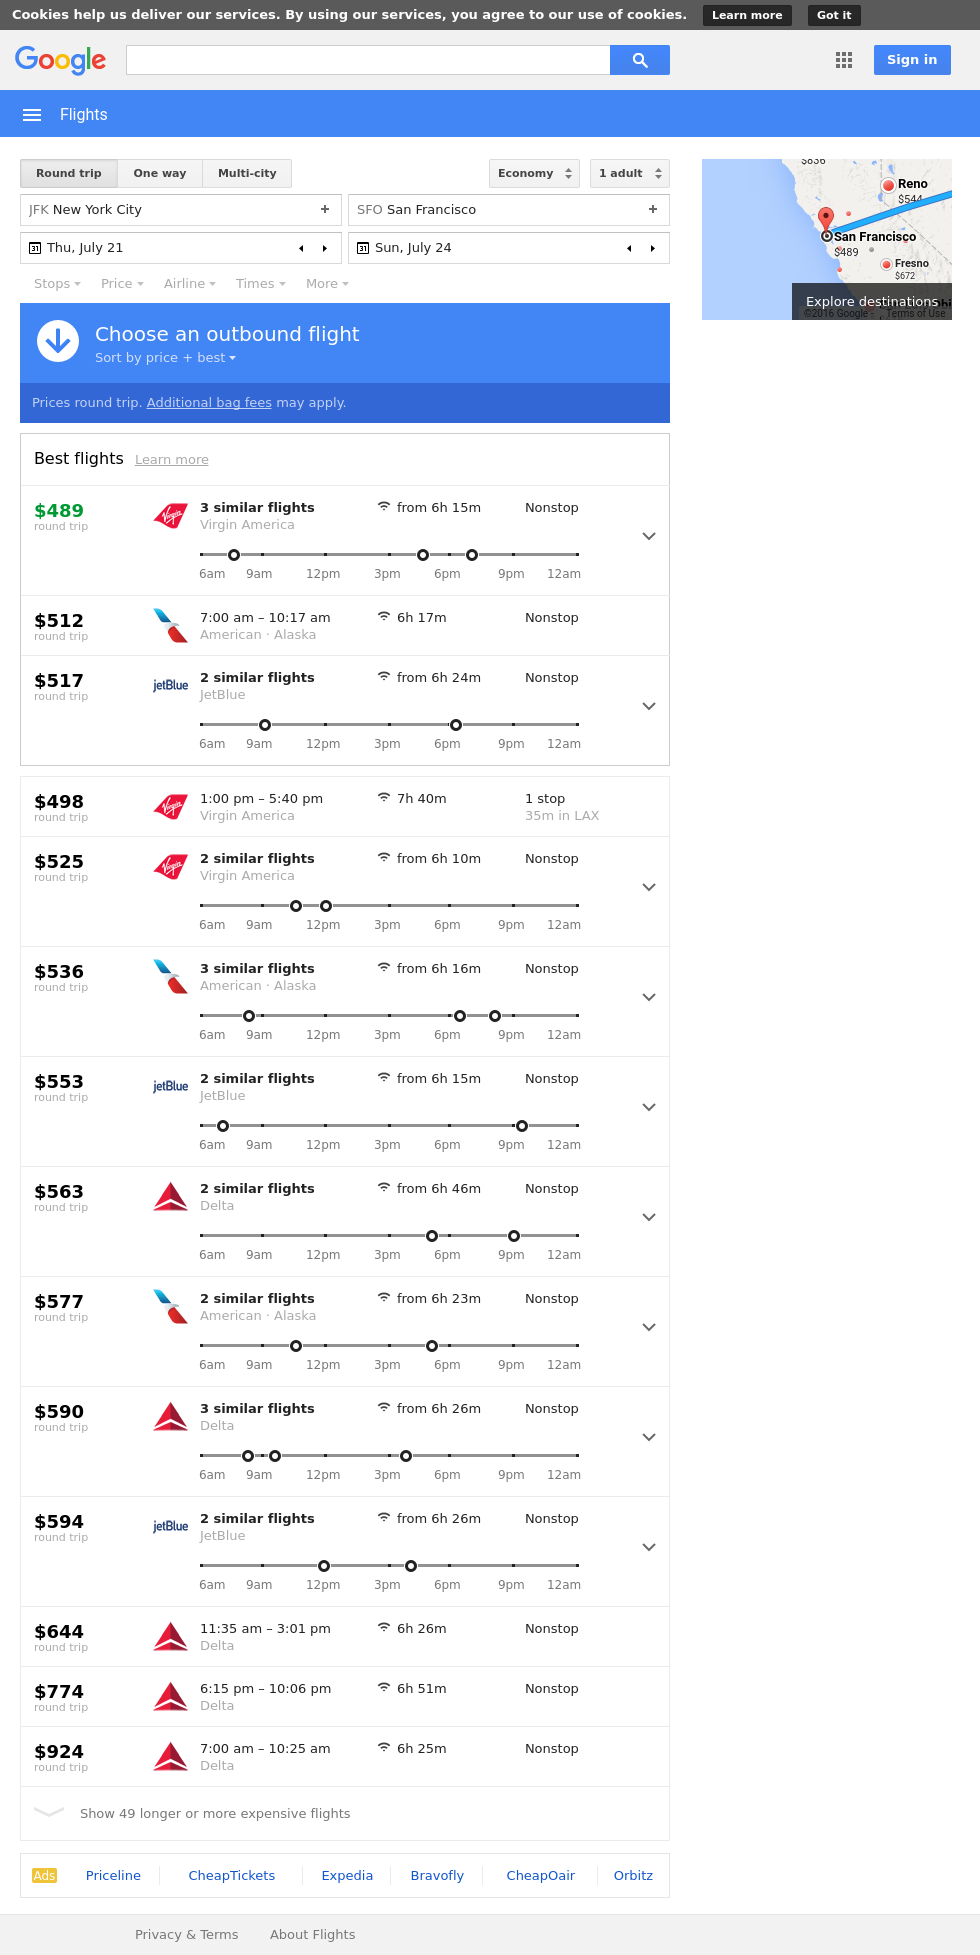 Cookies help us deliver our services. By using our services, you agree to our use of cookies. Learn more Got it
Google Sign in
Flights
Round trip One way Multi-city Economy 1 adult
JFK New York City + SFO San Francisco +
31 Thu, July 21 31 Sun, July 24
Stops Price Airline Times More
$836
Reno
$544
San Francisco
$489
Fresno
$672
Explore destinations
©2016 Google - Terms of Use
Choose an outbound flight
Sort by price + best
Prices round trip. Additional bag fees may apply.
Best flights Learn more
$489 Virgin 3 similar flights from 6h 15m Nonstop
round trip Virgin America
6am 9am 12pm 3pm 6pm 9pm 12am
$512 7:00 am – 10:17 am 6h 17m Nonstop
round trip American · Alaska
$517 jetBlue 2 similar flights from 6h 24m Nonstop
round trip JetBlue
6am 9am 12pm 3pm 6pm 9pm 12am
$498 Virgin 1:00 pm – 5:40 pm 7h 40m 1 stop
round trip Virgin America 35m in LAX
$525 Virgin 2 similar flights from 6h 10m Nonstop
round trip Virgin America
6am 9am 12pm 3pm 6pm 9pm 12am
$536 3 similar flights from 6h 16m Nonstop
round trip American · Alaska
6am 9am 12pm 3pm 6pm 9pm 12am
$553 jetBlue 2 similar flights from 6h 15m Nonstop
round trip JetBlue
6am 9am 12pm 3pm 6pm 9pm 12am
$563 2 similar flights from 6h 46m Nonstop
round trip Delta
6am 9am 12pm 3pm 6pm 9pm 12am
$577 2 similar flights from 6h 23m Nonstop
round trip American · Alaska
6am 9am 12pm 3pm 6pm 9pm 12am
$590 3 similar flights from 6h 26m Nonstop
round trip Delta
6am 9am 12pm 3pm 6pm 9pm 12am
$594 jetBlue 2 similar flights from 6h 26m Nonstop
round trip JetBlue
6am 9am 12pm 3pm 6pm 9pm 12am
$644 11:35 am – 3:01 pm 6h 26m Nonstop
round trip Delta
$774 6:15 pm – 10:06 pm 6h 51m Nonstop
round trip Delta
$924 7:00 am – 10:25 am 6h 25m Nonstop
round trip Delta
Show 49 longer or more expensive flights
Ads Priceline CheapTickets Expedia Bravofly CheapOair Orbitz
Privacy & Terms About Flights